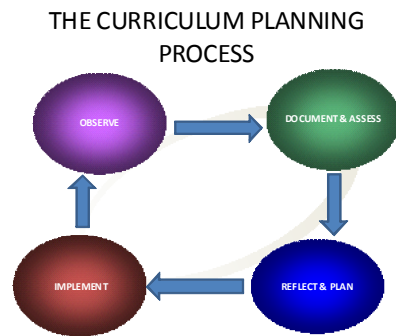 THE CURRICULUM PLANNING
PROCESS
OBSERVE
DOCUMENT & ASSESS
REFLECT & PLAN
IMPLEMENT